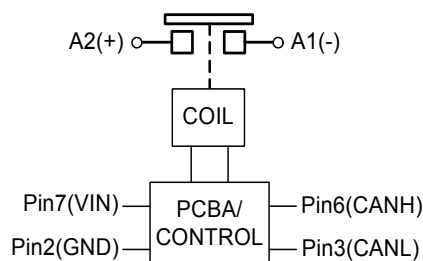 A2(+) A1(-)
COIL
Pin7(VIN) PCBA/ Pin6(CANH)
Pin2(GND) CONTROL Pin3(CANL)